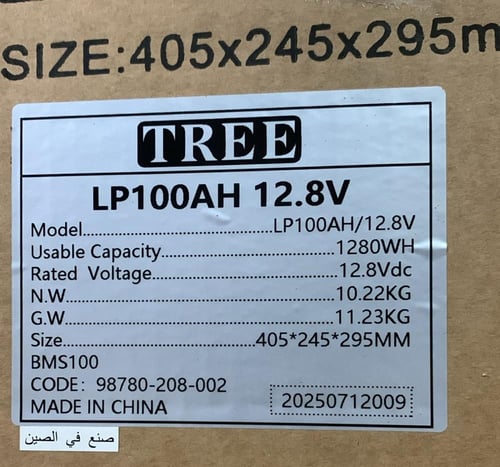 SIZE:405x245x295m
TREE
LP100AH 12.8V
Model..............................LP100AH/12.8V
Usable Capacity..........................1280WH
Rated Voltage............................12.8Vdc
N.W................................................10.22KG
G.W................................................11.23KG
Size...............................405*245*295MM
BMS100
CODE: 98780-208-002
MADE IN CHINA
20250712009
صنع في الصين